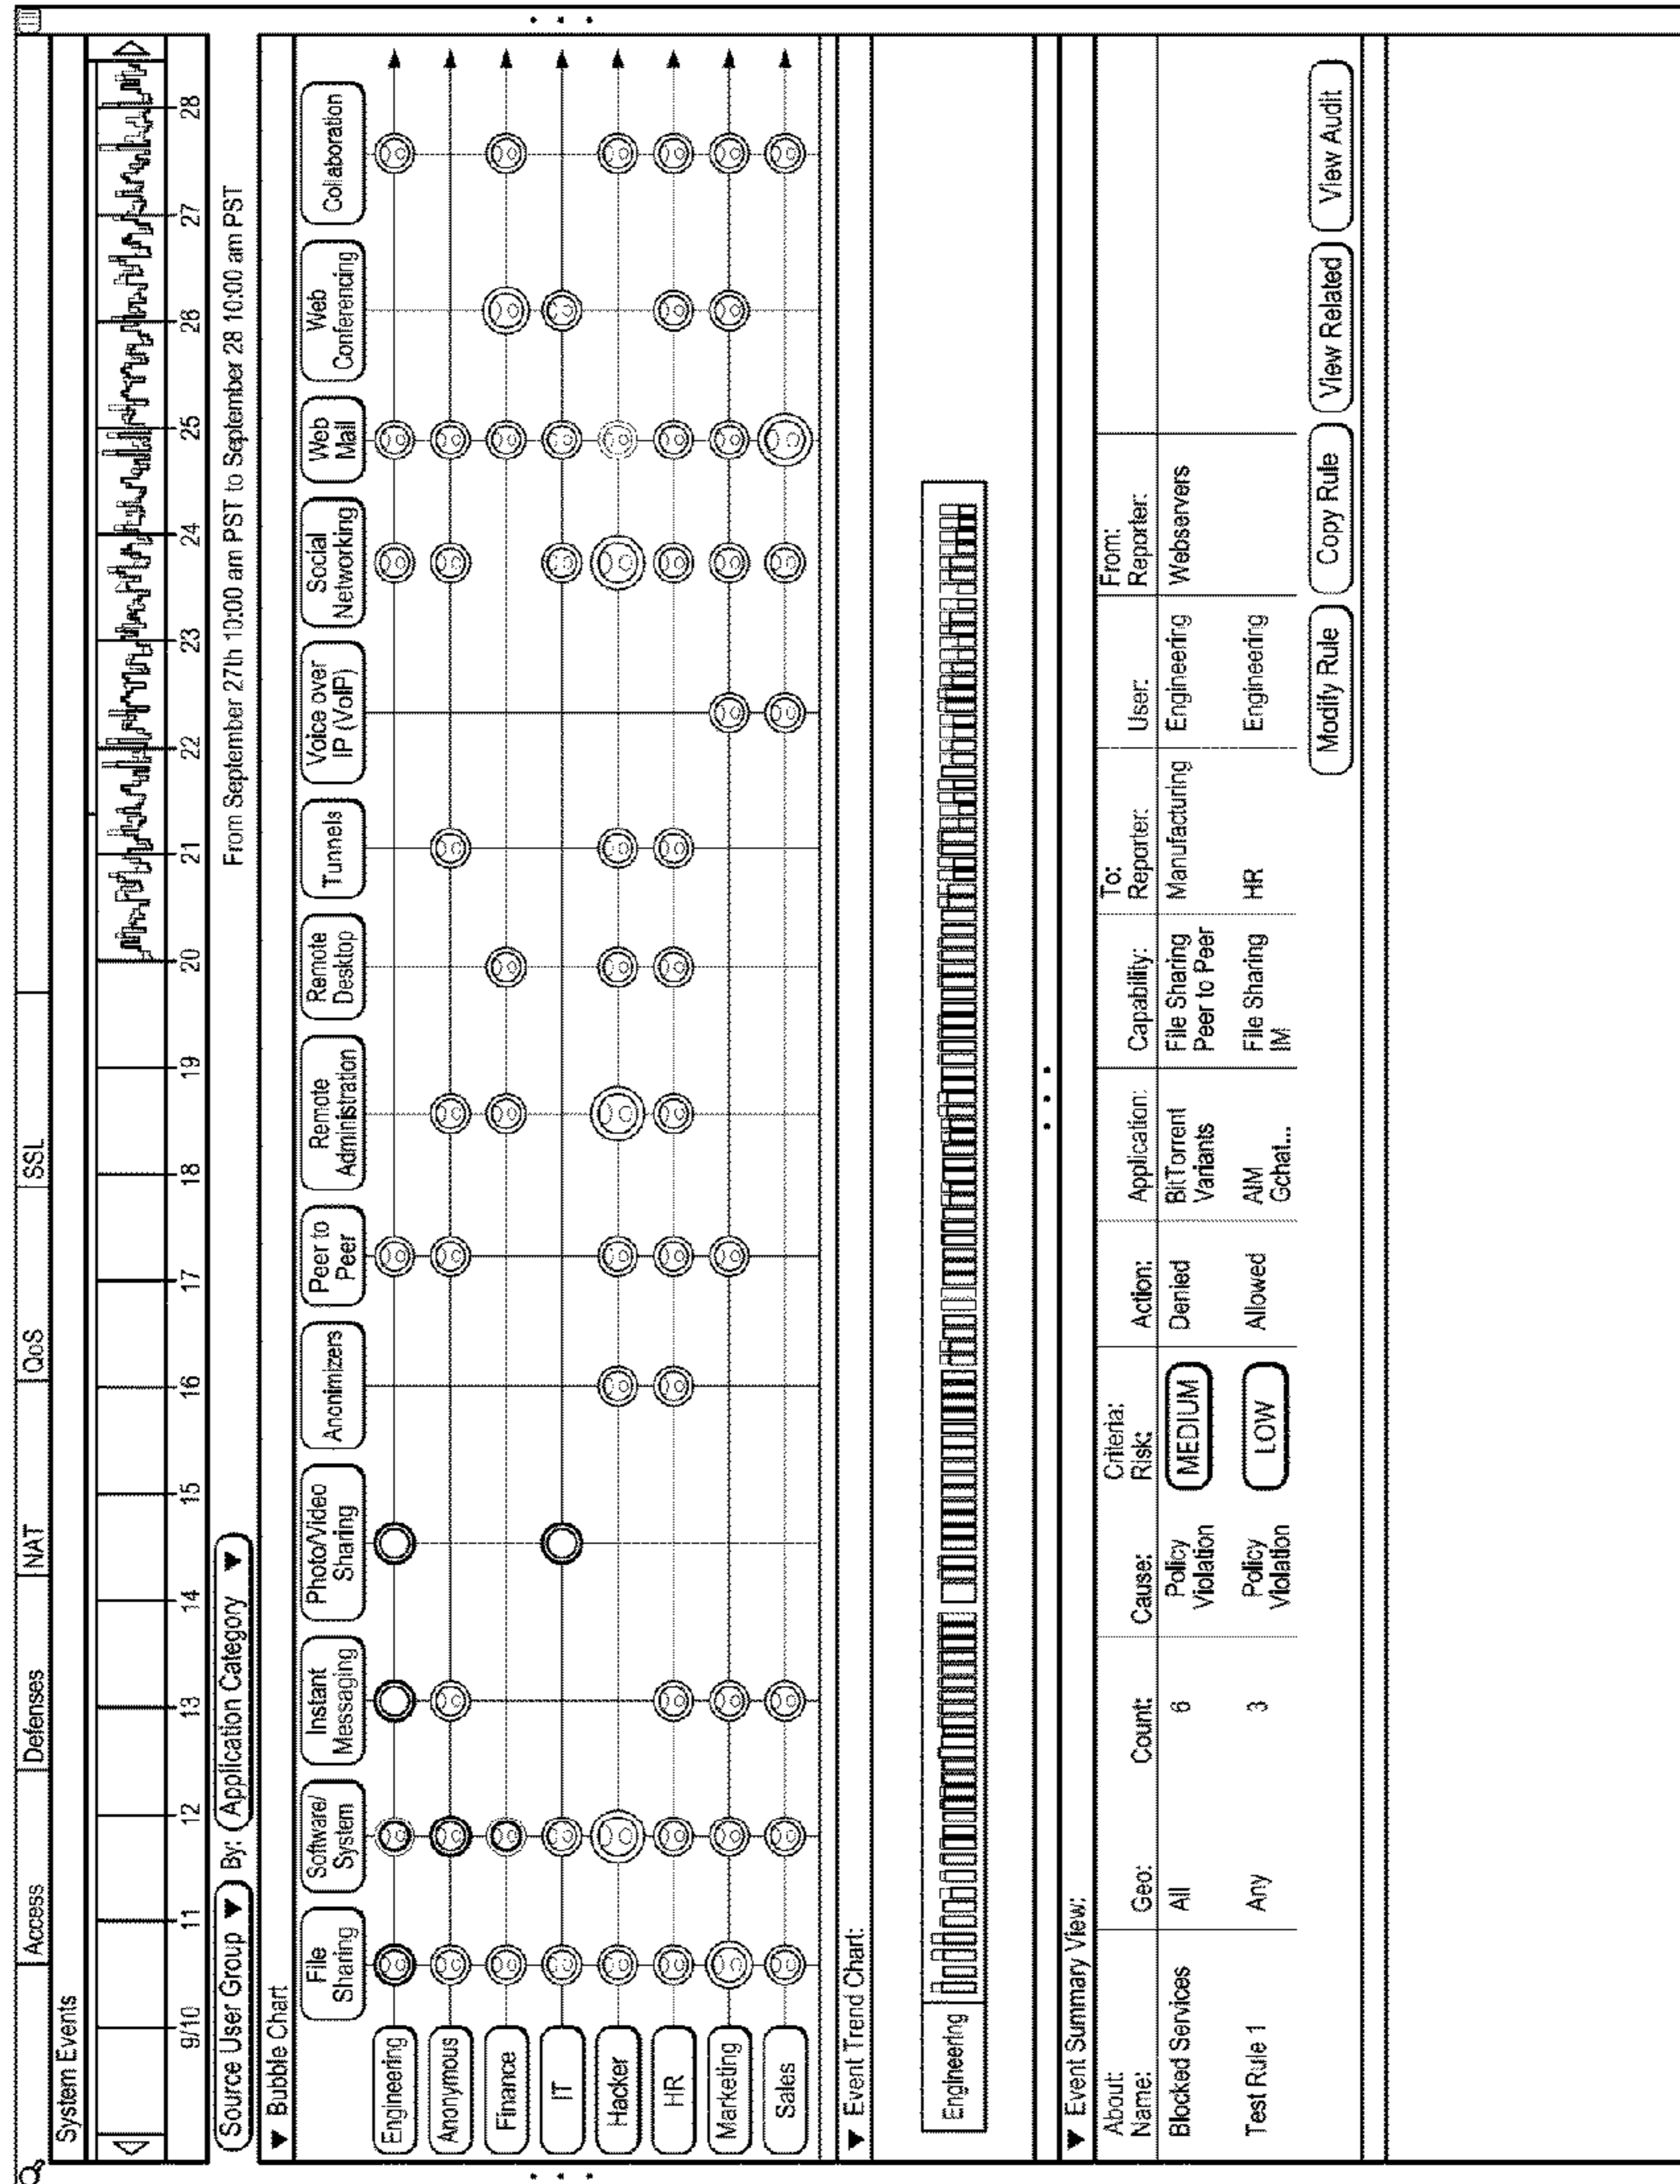 Access
Defenses
NAT
QoS
SSL
System Events
9/10 11 12 13 14 15 16 17 18 19 20 21 22 23 24 25 26 27 28
Source User Group ▼ By: Application Category ▼
From September 27th 10:00 am PST to September 28 10:00 am PST
▼ Bubble Chart
File
Sharing
Software/
System
Instant
Messaging
Photo/Video
Sharing
Anonimizers
Peer to
Peer
Remote
Administration
Remote
Desktop
Tunnels
Voice over
IP (VoIP)
Social
Networking
Web
Mail
Web
Conferencing
Collaboration
Engineering
Anonymous
Finance
IT
Hacker
HR
Marketing
Sales
▼ Event Trend Chart:
Engineering
▼ Event Summary View:
About: Criteria: To: From:
Name: Geo: Count: Cause: Risk: Action: Application: Capability: Reporter: User: Reporter:
Blocked Services All 6 Policy MEDIUM Denied BitTorrent File Sharing Manufacturing Engineering Webservers
Violation Variants Peer to Peer
Test Rule 1 Any 3 Policy LOW Allowed AIM File Sharing HR Engineering
Violation Gchat... IM
Modify Rule Copy Rule View Related View Audit